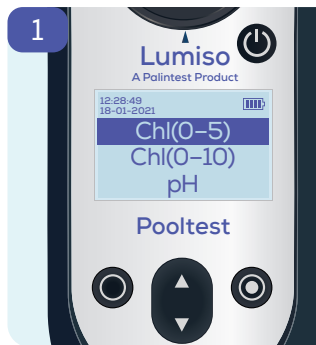 1
Lumiso
A Palintest Product
12:28:49
18-01-2021
Chl(0–5)
Chl(0–10)
pH
Pooltest